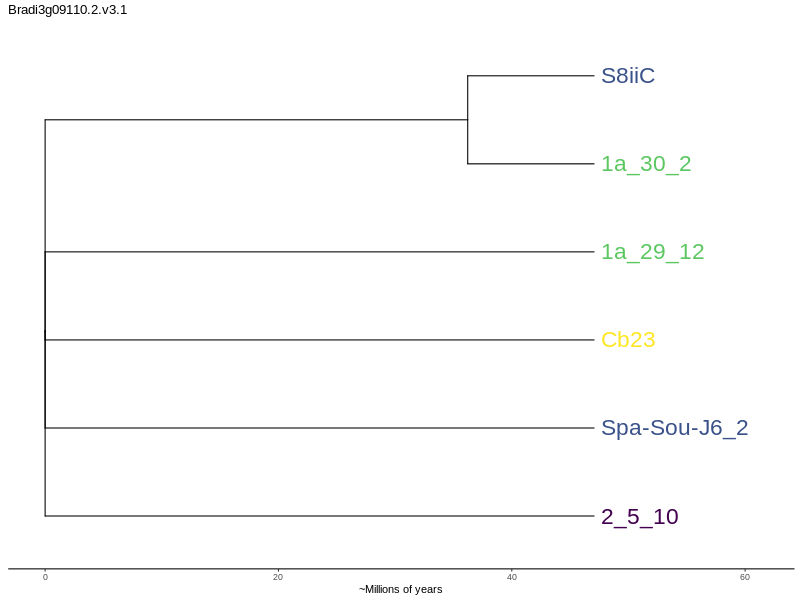 Bradi3g09110.2.v3.1
S8iiC
1a_30_2
1a_29_12
Cb23
Spa-Sou-J6_2
2_5_10
0 20 40 60
~Millions of years